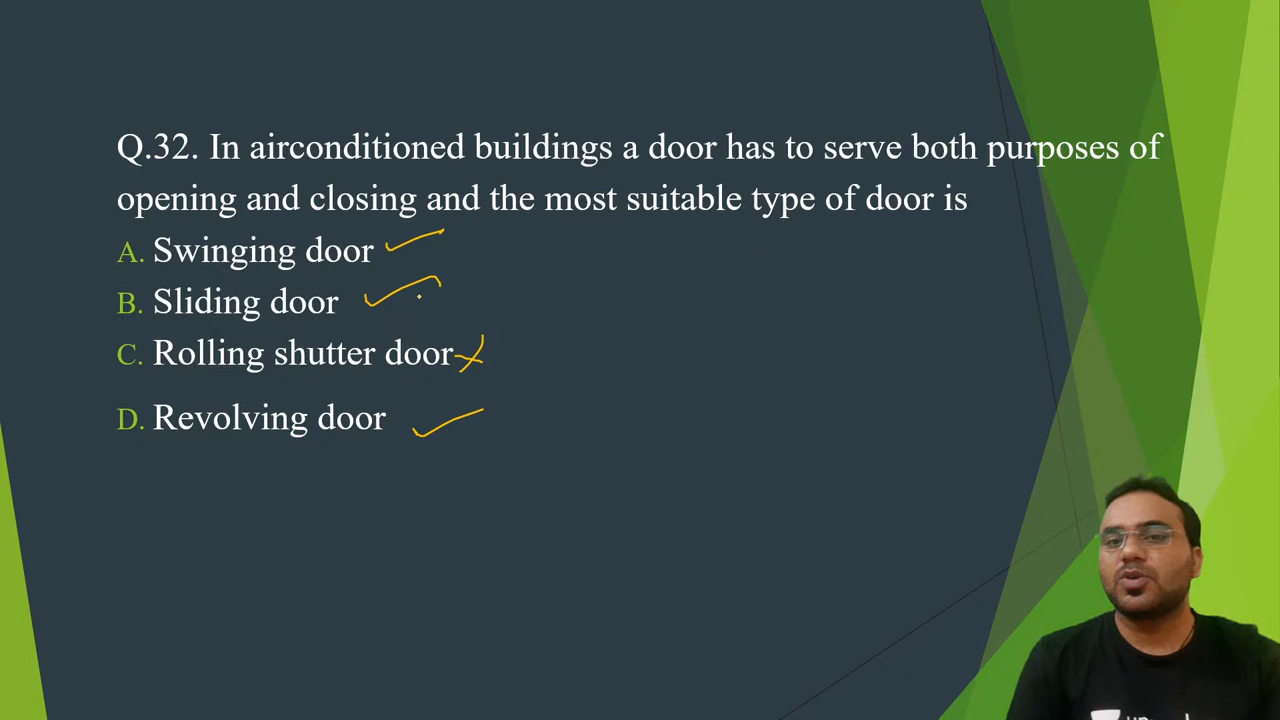 Q.32. In airconditioned buildings a door has to serve both purposes of
opening and closing and the most suitable type of door is
A. Swinging door
B. Sliding door
C. Rolling shutter door
D. Revolving door